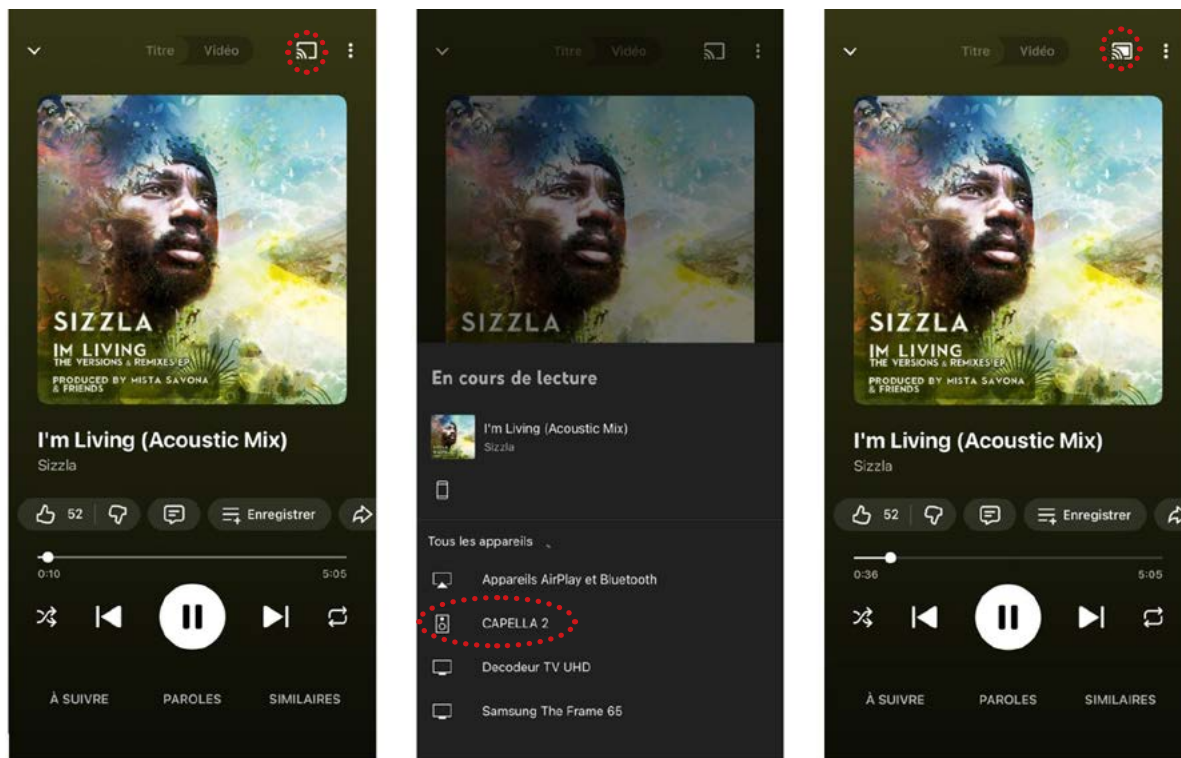 Titre Vidéo
SIZZLA
IM LIVING
THE VERSIONS & REMIXES EP
PRODUCED BY MISTA SAVONA
& FRIENDS
I'm Living (Acoustic Mix)
Sizzla
52
Enregistrer
0:10 5:05
À SUIVRE PAROLES SIMILAIRES
Titre Vidéo
SIZZLA
En cours de lecture
I'm Living (Acoustic Mix)
Sizzla
Tous les appareils
Appareils AirPlay et Bluetooth
CAPELLA 2
Decodeur TV UHD
Samsung The Frame 65
Titre Vidéo
SIZZLA
IM LIVING
THE VERSIONS & REMIXES EP
PRODUCED BY MISTA SAVONA
& FRIENDS
I'm Living (Acoustic Mix)
Sizzla
52
Enregistrer
0:36 5:05
À SUIVRE PAROLES SIMILAIRES